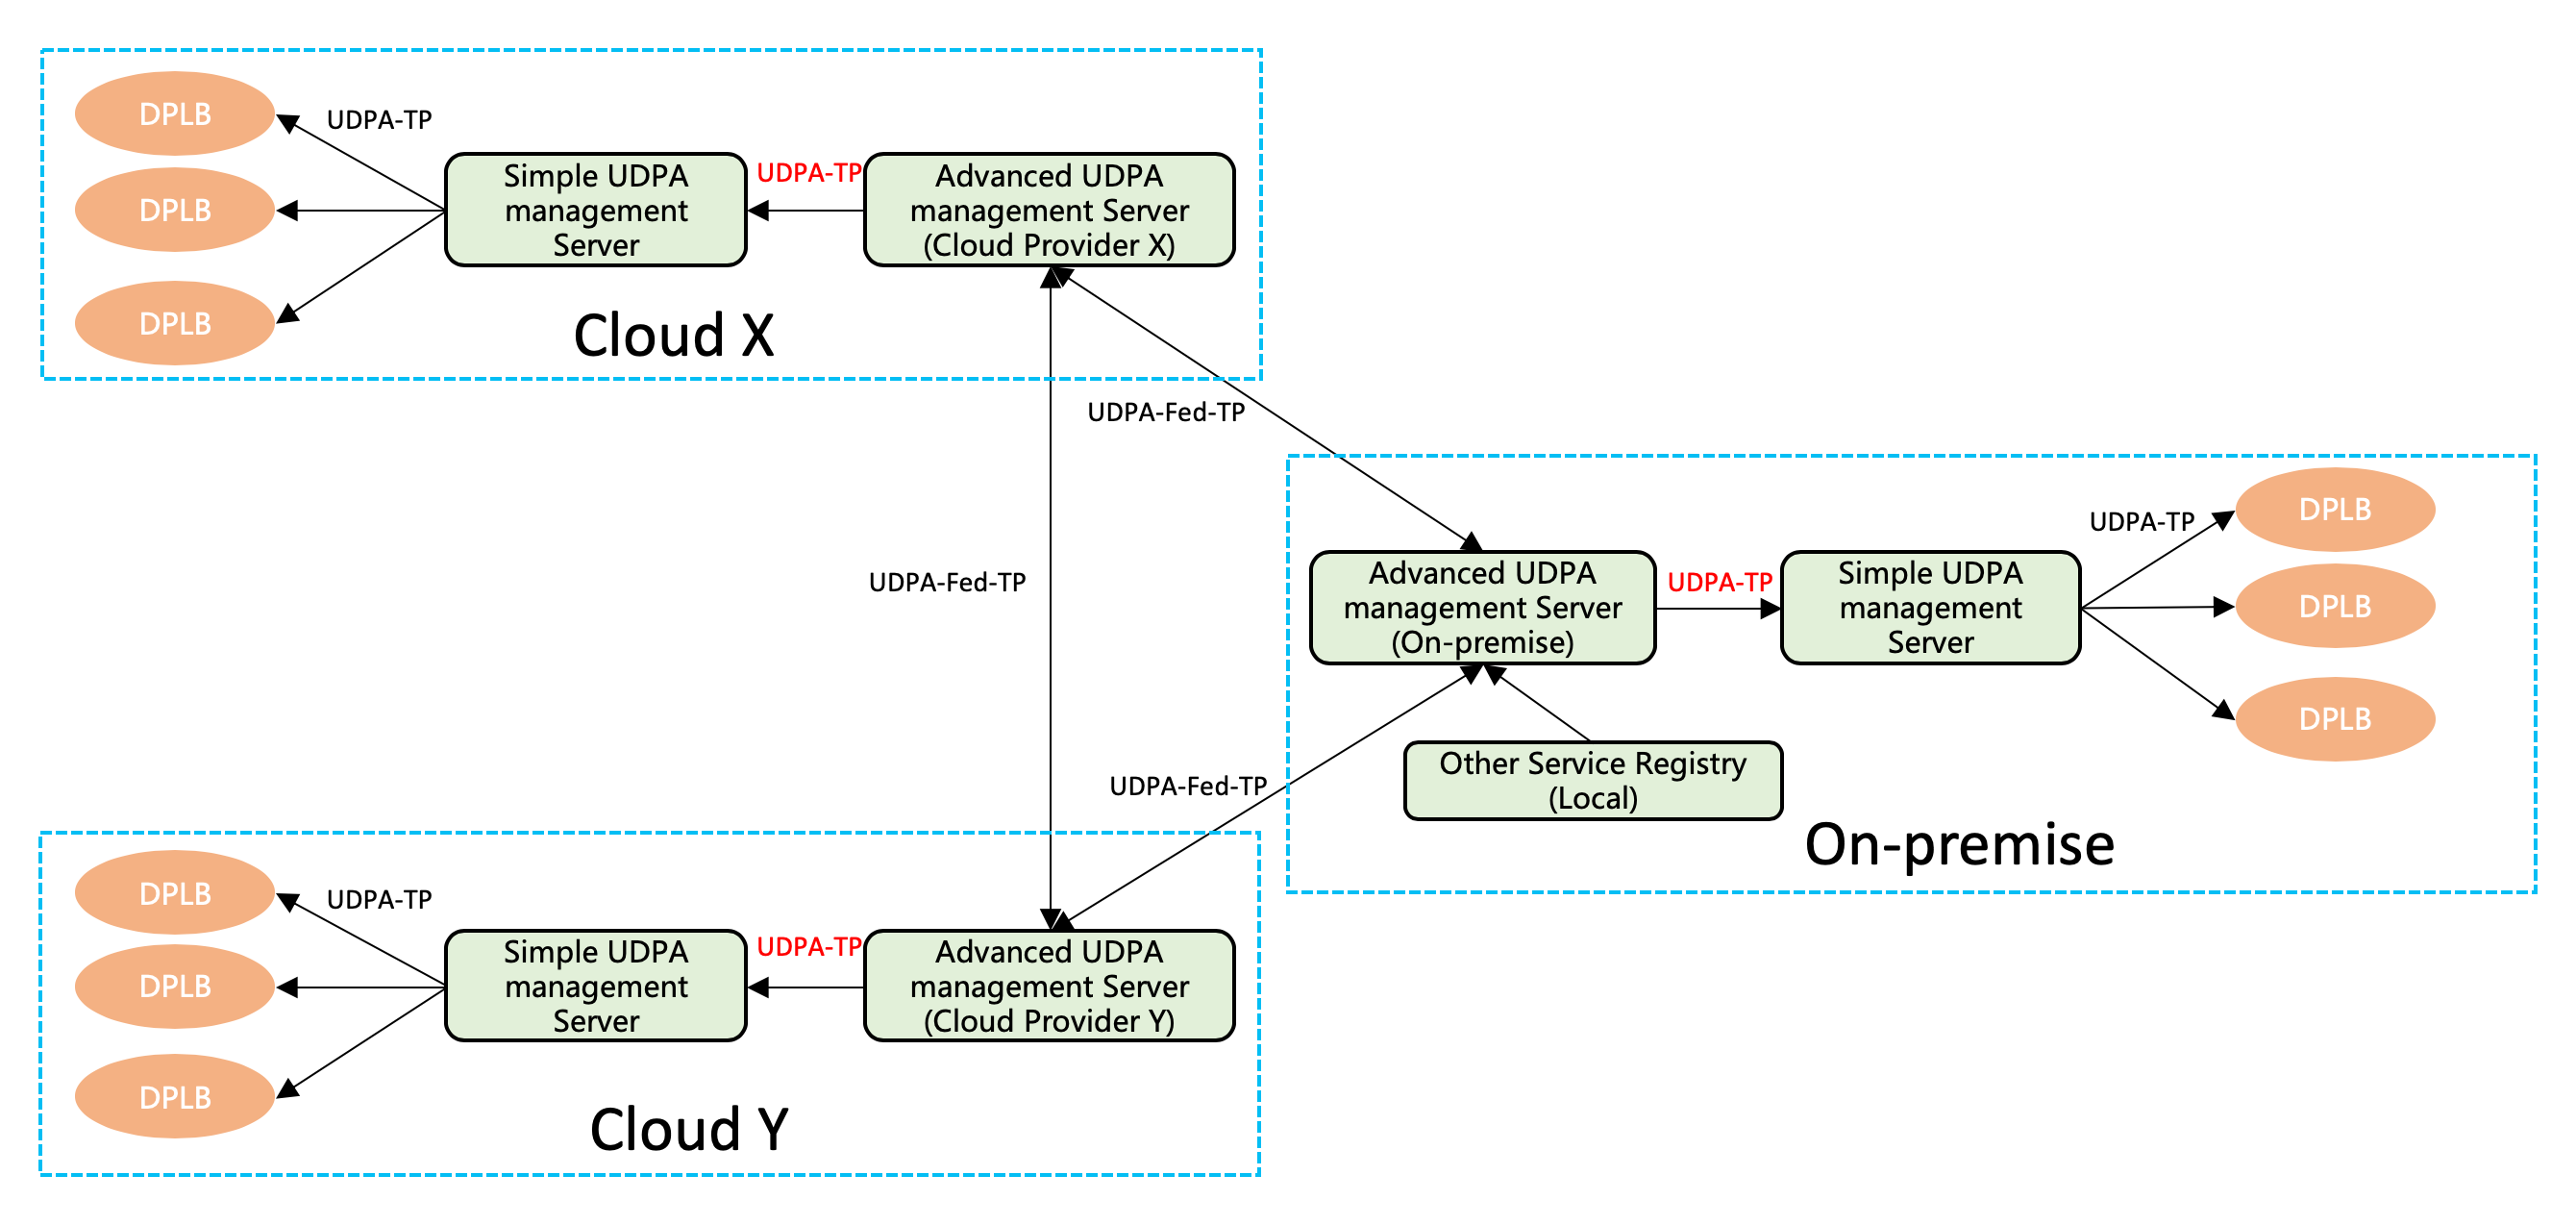 DPLB
UDPA-TP
DPLB
DPLB
Simple UDPA
management
Server
UDPA-TP
Advanced UDPA
management Server
(Cloud Provider X)
Cloud X
UDPA-Fed-TP
UDPA-Fed-TP
UDPA-Fed-TP
Advanced UDPA
management Server
(On-premise)
UDPA-TP
Simple UDPA
management
Server
UDPA-TP
DPLB
DPLB
DPLB
Other Service Registry
(Local)
On-premise
DPLB
UDPA-TP
DPLB
DPLB
Simple UDPA
management
Server
UDPA-TP
Advanced UDPA
management Server
(Cloud Provider Y)
Cloud Y